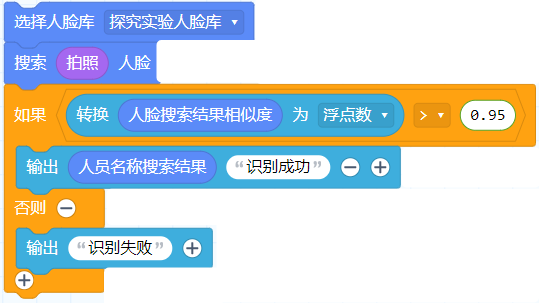 选择人脸库 探究实验人脸库
搜索 拍照 人脸
如果 转换 人脸搜索结果相似度 为 浮点数 > 0.95
输出 人员名称搜索结果 “识别成功”
否则
输出 “识别失败”